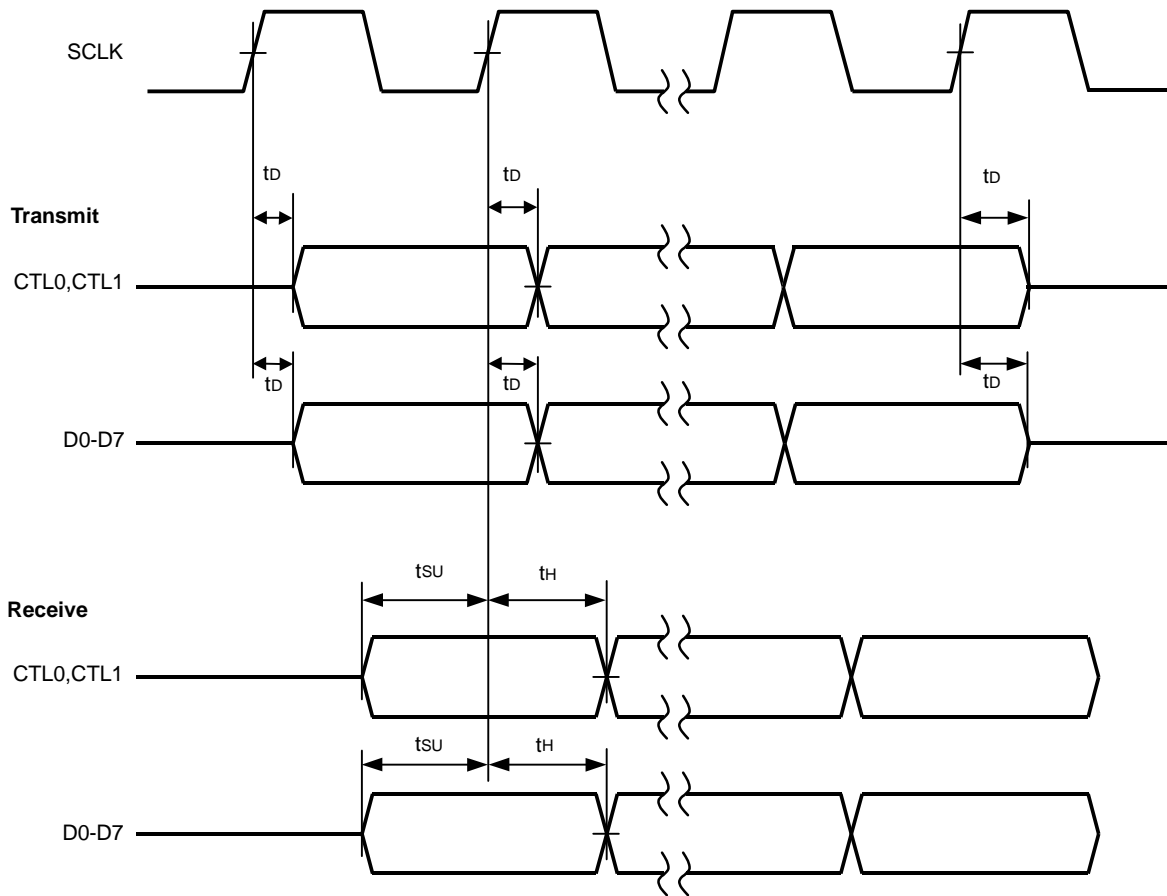 SCLK
tD tD tD
Transmit
CTL0,CTL1
tD tD tD
D0-D7
tSU tH
Receive
CTL0,CTL1
tSU tH
D0-D7